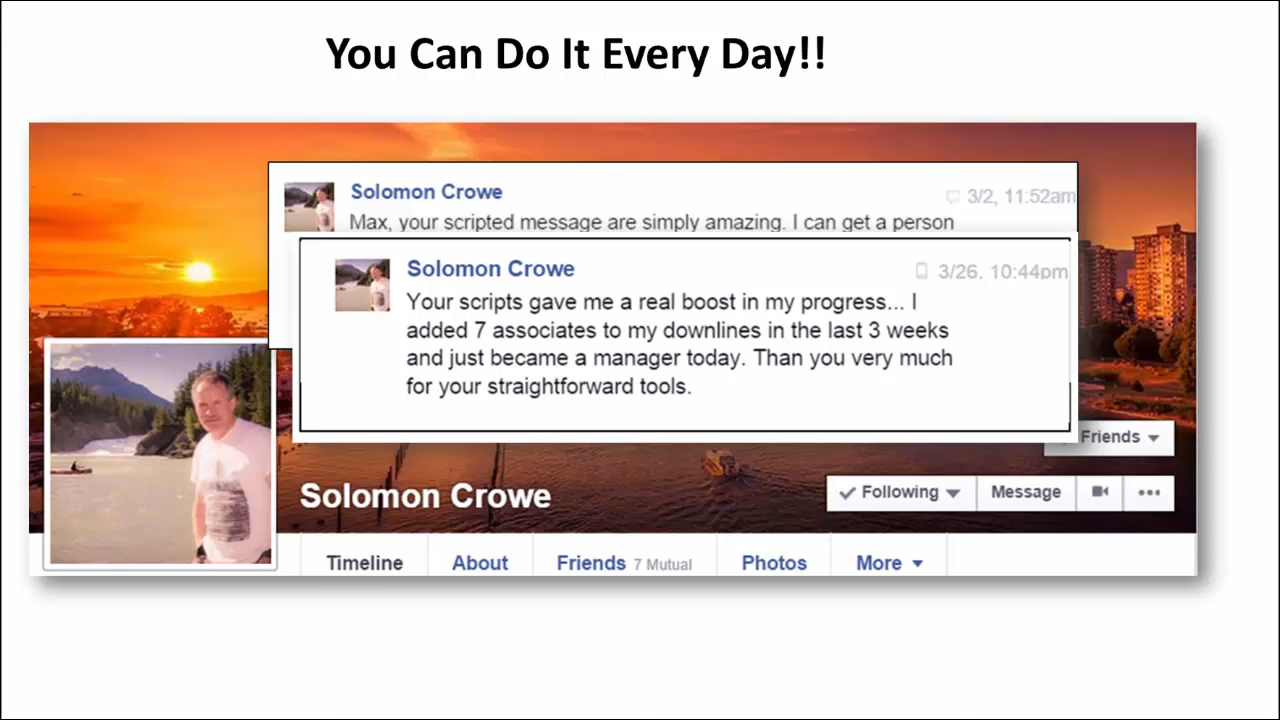 You Can Do It Every Day!!
Solomon Crowe
3/2, 11:52am
Max, your scripted message are simply amazing. I can get a person
Solomon Crowe
3/26, 10:44pm
Your scripts gave me a real boost in my progress... I
added 7 associates to my downlines in the last 3 weeks
and just became a manager today. Than you very much
for your straightforward tools.
Friends
Solomon Crowe
Following
Message
Timeline
About
Friends 7 Mutual
Photos
More